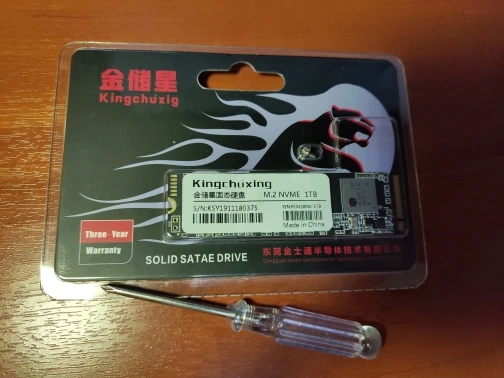 金储星
Kingchuxig
Kingchuxing
金储星固态硬盘
M.2 NVME 1TB
S/N:KSY1911180375
Made in China
Three-Year
Warranty
SOLID SATAE DRIVE
东莞金士通半导体技术有限公司